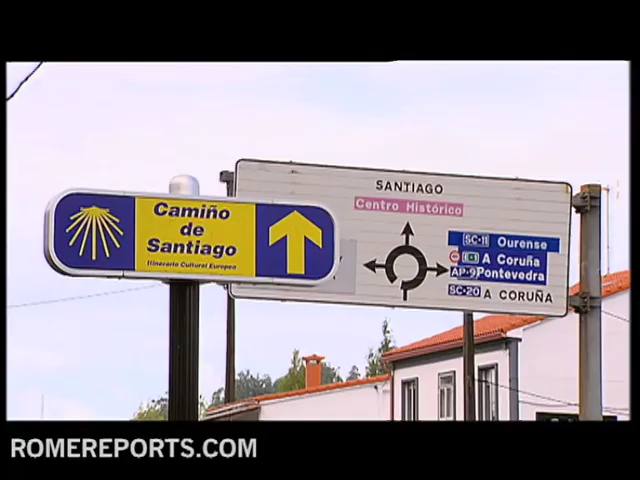 Camiño
de
Santiago
Itinerario Cultural Europeo
SANTIAGO
Centro Histórico
SC-11 Ourense
A Coruña
AP-9 Pontevedra
SC-20 A CORUÑA
ROMEREPORTS.COM